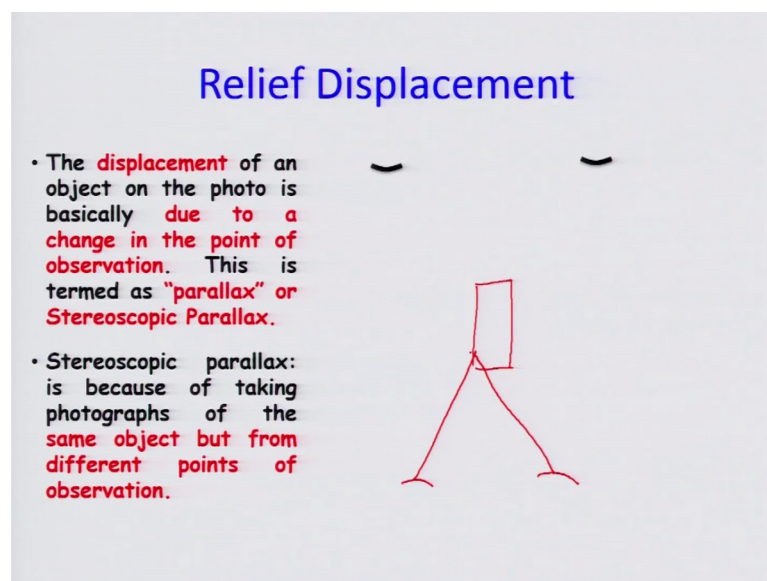 Relief Displacement
• The displacement of an
object on the photo is
basically due to a
change in the point of
observation. This is
termed as “parallax” or
Stereoscopic Parallax.
• Stereoscopic parallax:
is because of taking
photographs of the
same object but from
different points of
observation.